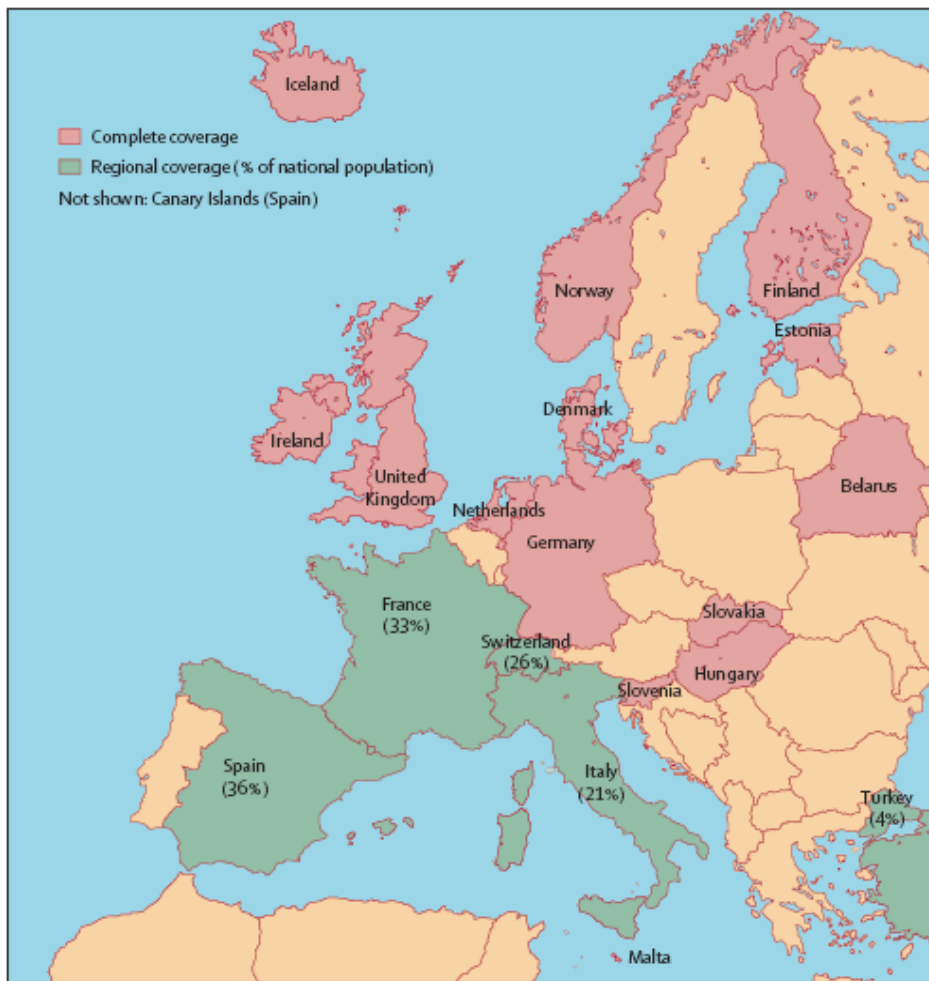 Iceland
Complete coverage
Regional coverage (% of national population)
Not shown: Canary Islands (Spain)
Norway
Finland
Estonia
Denmark
Ireland
United
Kingdom
Belarus
Netherlands
Germany
France
(33%)
Slovakia
Switzerland
(26%)
Hungary
Slovenia
Spain
(36%)
Italy
(21%)
Turkey
(4%)
Malta